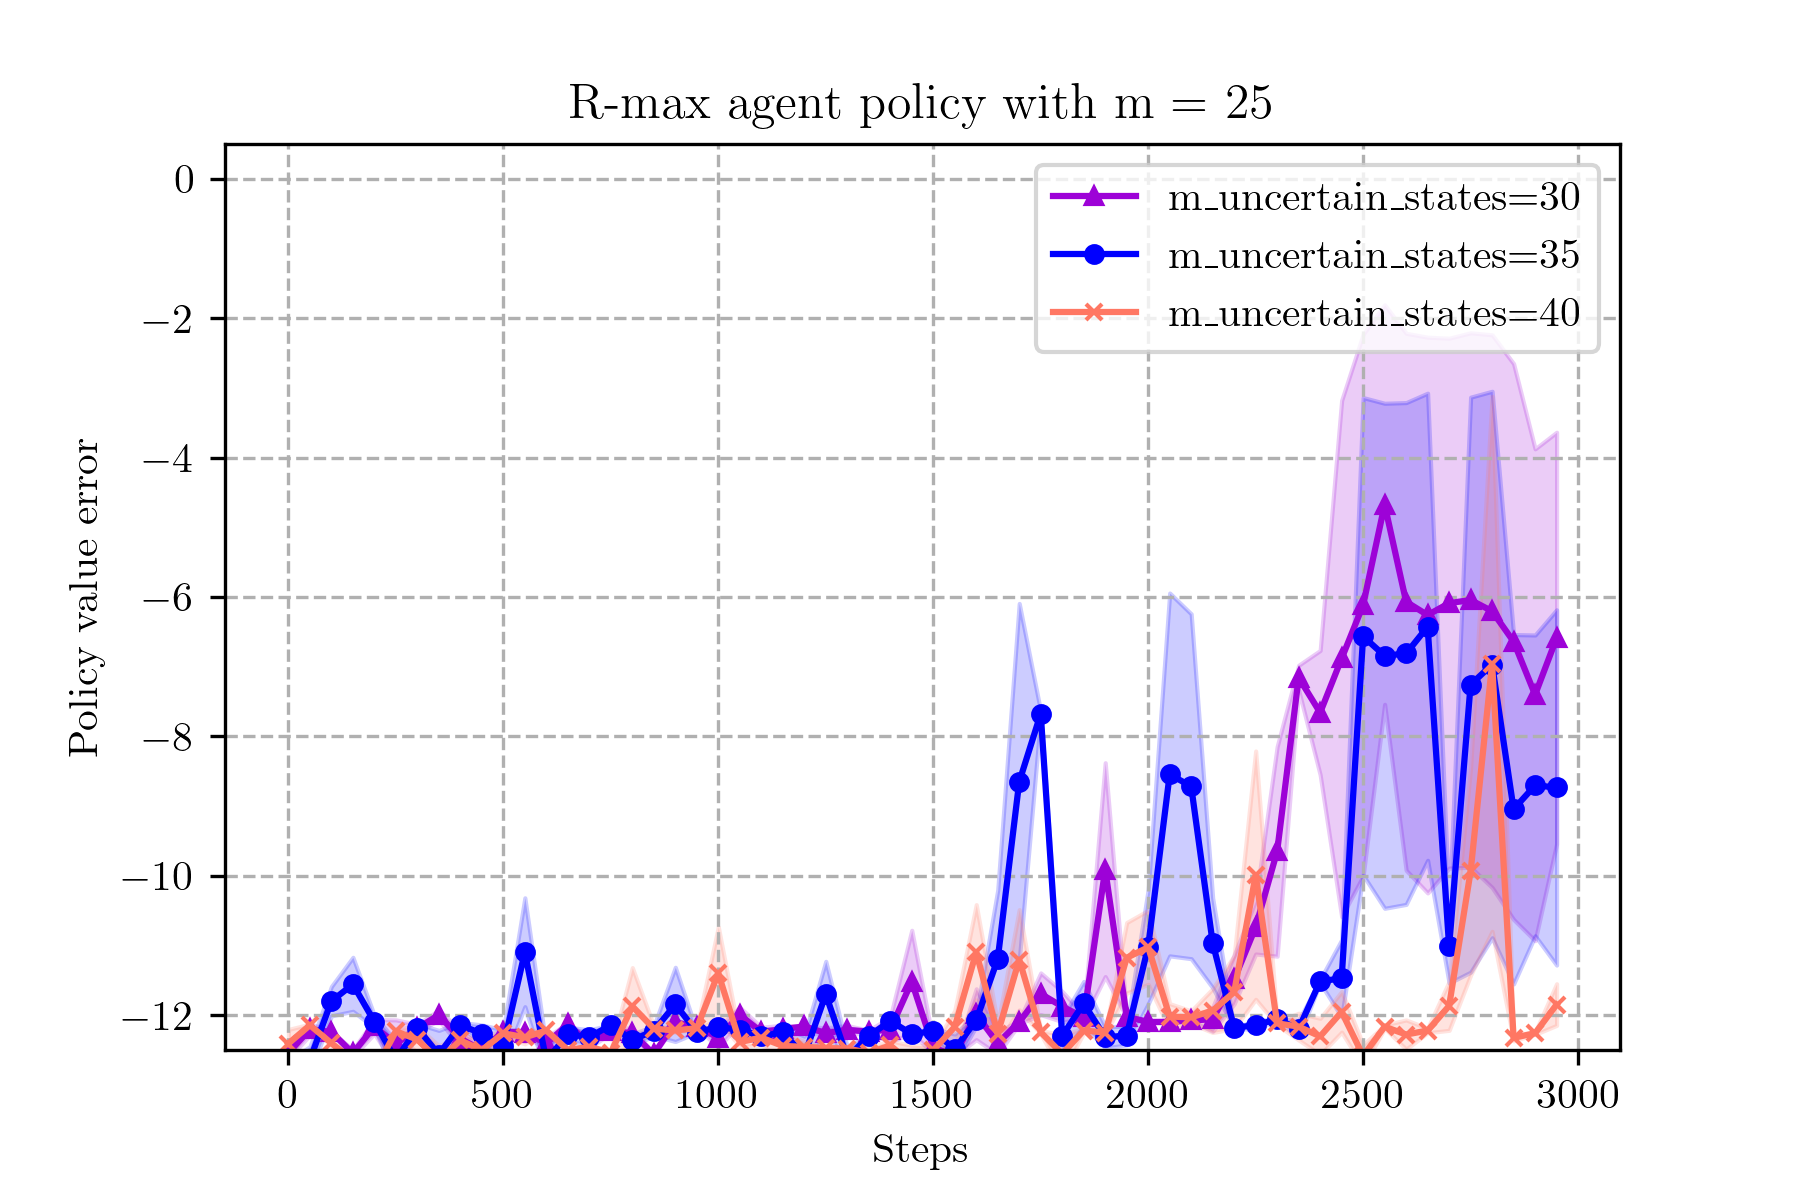 R-max agent policy with m = 25
m_uncertain_states=30
m_uncertain_states=35
m_uncertain_states=40
Policy value error
0
−2
−4
−6
−8
−10
−12
0 500 1000 1500 2000 2500 3000
Steps